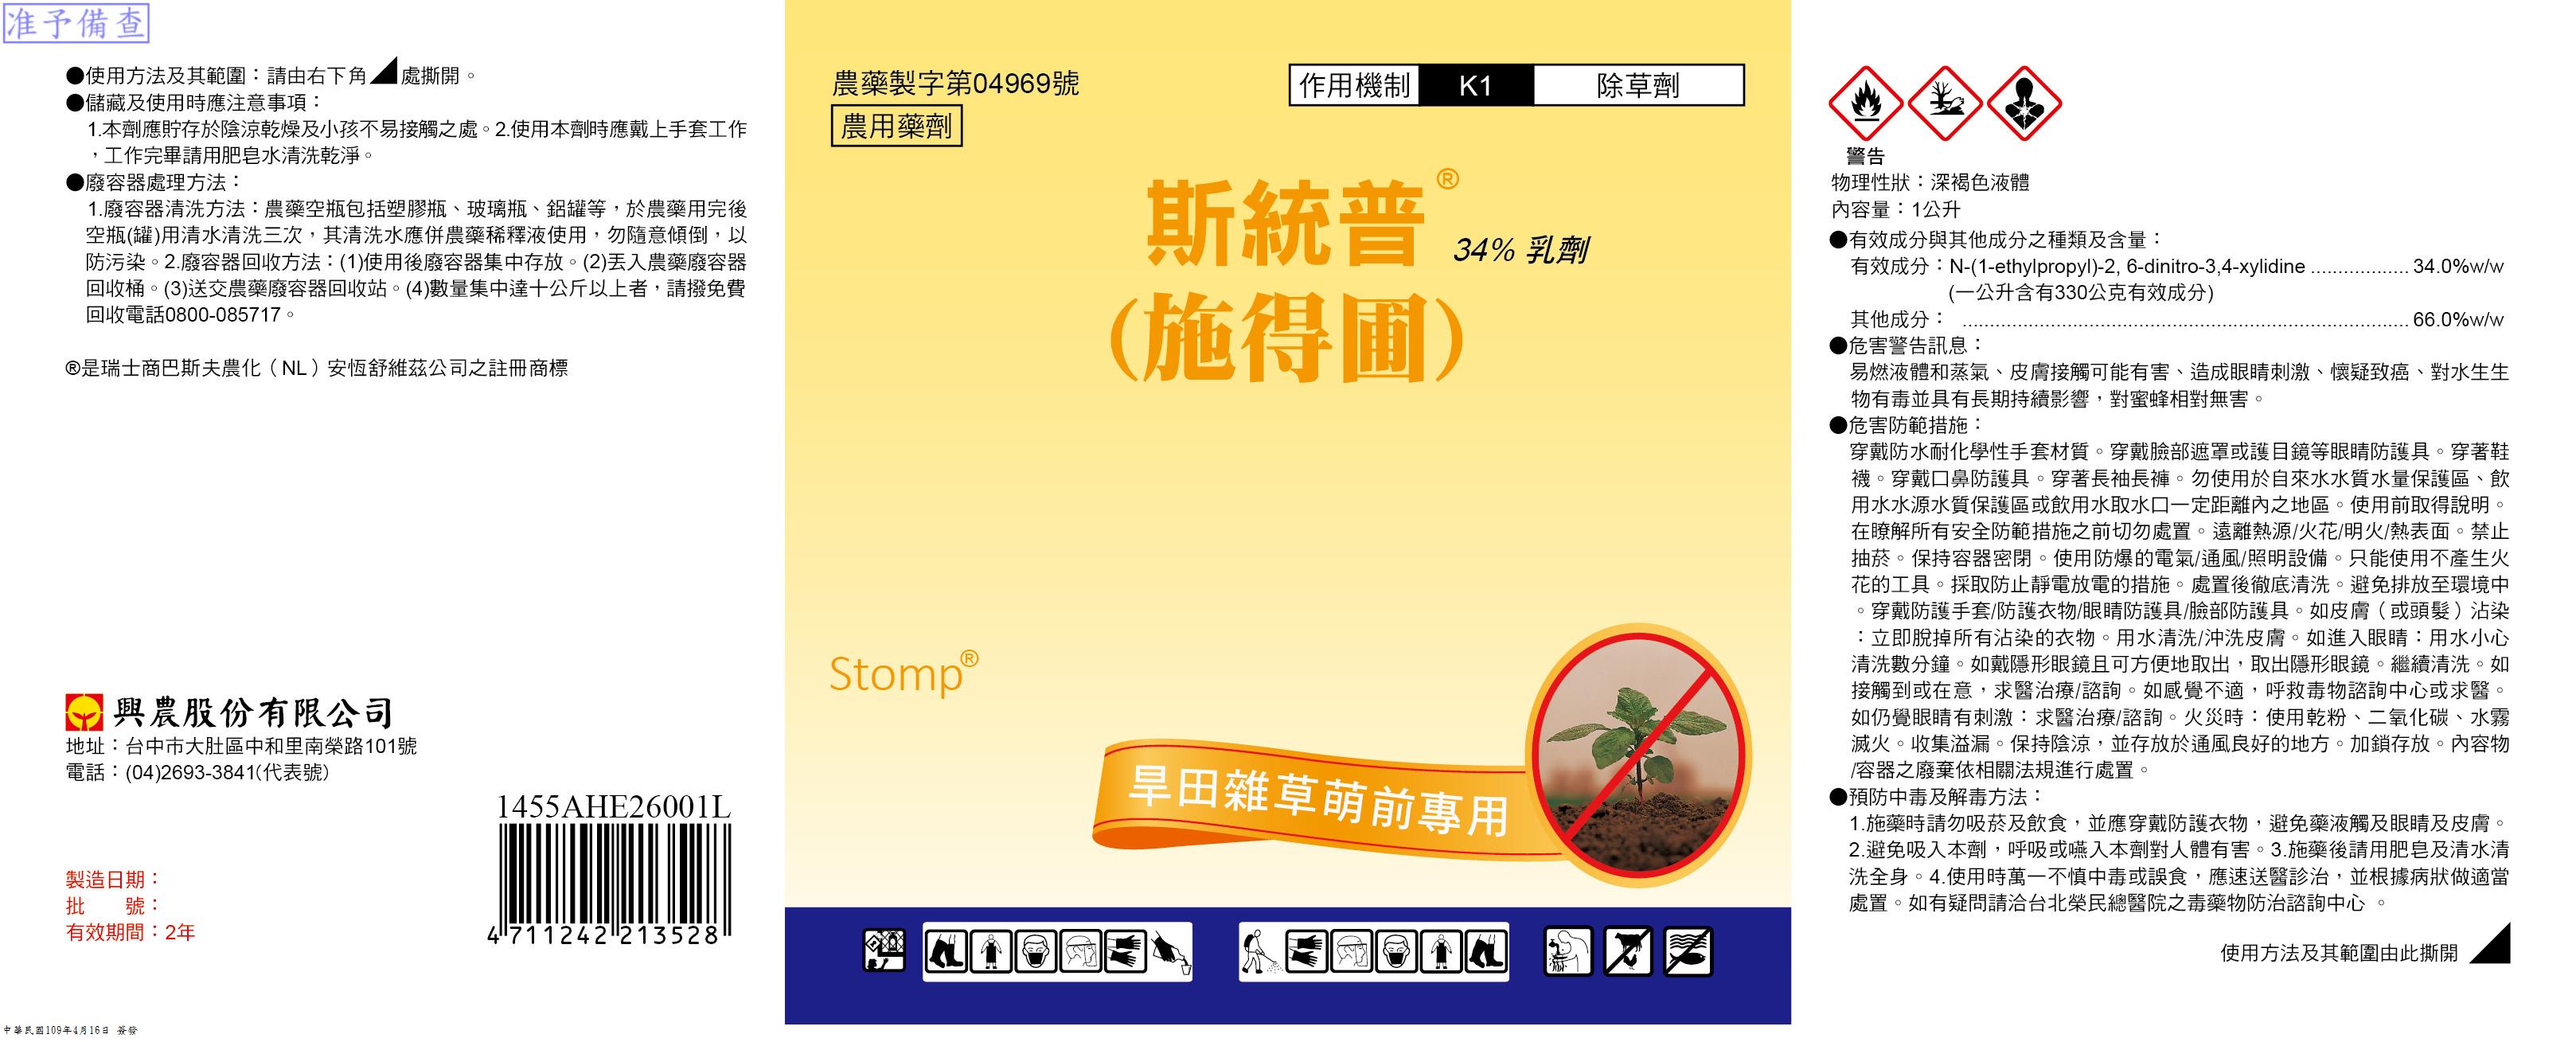 准予備查
●使用方法及其範圍：請由右下角處撕開。
●儲藏及使用時應注意事項：
1.本劑應貯存於陰涼乾燥及小孩不易接觸之處。2.使用本劑時應戴上手套工作
，工作完畢請用肥皂水清洗乾淨。
●廢容器處理方法：
1.廢容器清洗方法：農藥空瓶包括塑膠瓶、玻璃瓶、鋁罐等，於農藥用完後
空瓶(罐)用清水清洗三次，其清洗水應併農藥稀釋液使用，勿隨意傾倒，以
防污染。2.廢容器回收方法：(1)使用後廢容器集中存放。(2)丟入農藥廢容器
回收桶。(3)送交農藥廢容器回收站。(4)數量集中達十公斤以上者，請撥免費
回收電話0800-085717。
®是瑞士商巴斯夫農化（NL）安恆舒維茲公司之註冊商標
興農股份有限公司
地址：台中市大肚區中和里南榮路101號
電話：(04)2693-3841(代表號)
1455AHE26001L
4 711242 213528
製造日期：
批　　號：
有效期間：2年
中華民國109年4月16日 簽發
農藥製字第04969號
農用藥劑
作用機制 K1 除草劑
斯統普®
34% 乳劑
(施得圃)
Stomp®
旱田雜草萌前專用
警告
物理性狀：深褐色液體
內容量：1公升
●有效成分與其他成分之種類及含量：
有效成分：N-(1-ethylpropyl)-2, 6-dinitro-3,4-xylidine .................. 34.0%w/w
(一公升含有330公克有效成分)
其他成分： ................................................................................. 66.0%w/w
●危害警告訊息：
易燃液體和蒸氣、皮膚接觸可能有害、造成眼睛刺激、懷疑致癌、對水生生
物有毒並具有長期持續影響，對蜜蜂相對無害。
●危害防範措施：
穿戴防水耐化學性手套材質。穿戴臉部遮罩或護目鏡等眼睛防護具。穿著鞋
襪。穿戴口鼻防護具。穿著長袖長褲。勿使用於自來水水質水量保護區、飲
用水水源水質保護區或飲用水取水口一定距離內之地區。使用前取得說明。
在瞭解所有安全防範措施之前切勿處置。遠離熱源/火花/明火/熱表面。禁止
抽菸。保持容器密閉。使用防爆的電氣/通風/照明設備。只能使用不產生火
花的工具。採取防止靜電放電的措施。處置後徹底清洗。避免排放至環境中
。穿戴防護手套/防護衣物/眼睛防護具/臉部防護具。如皮膚（或頭髮）沾染
：立即脫掉所有沾染的衣物。用水清洗/沖洗皮膚。如進入眼睛：用水小心
清洗數分鐘。如戴隱形眼鏡且可方便地取出，取出隱形眼鏡。繼續清洗。如
接觸到或在意，求醫治療/諮詢。如感覺不適，呼救毒物諮詢中心或求醫。
如仍覺眼睛有刺激：求醫治療/諮詢。火災時：使用乾粉、二氧化碳、水霧
滅火。收集溢漏。保持陰涼，並存放於通風良好的地方。加鎖存放。內容物
/容器之廢棄依相關法規進行處置。
●預防中毒及解毒方法：
1.施藥時請勿吸菸及飲食，並應穿戴防護衣物，避免藥液觸及眼睛及皮膚。
2.避免吸入本劑，呼吸或嚥入本劑對人體有害。3.施藥後請用肥皂及清水清
洗全身。4.使用時萬一不慎中毒或誤食，應速送醫診治，並根據病狀做適當
處置。如有疑問請洽台北榮民總醫院之毒藥物防治諮詢中心 。
使用方法及其範圍由此撕開